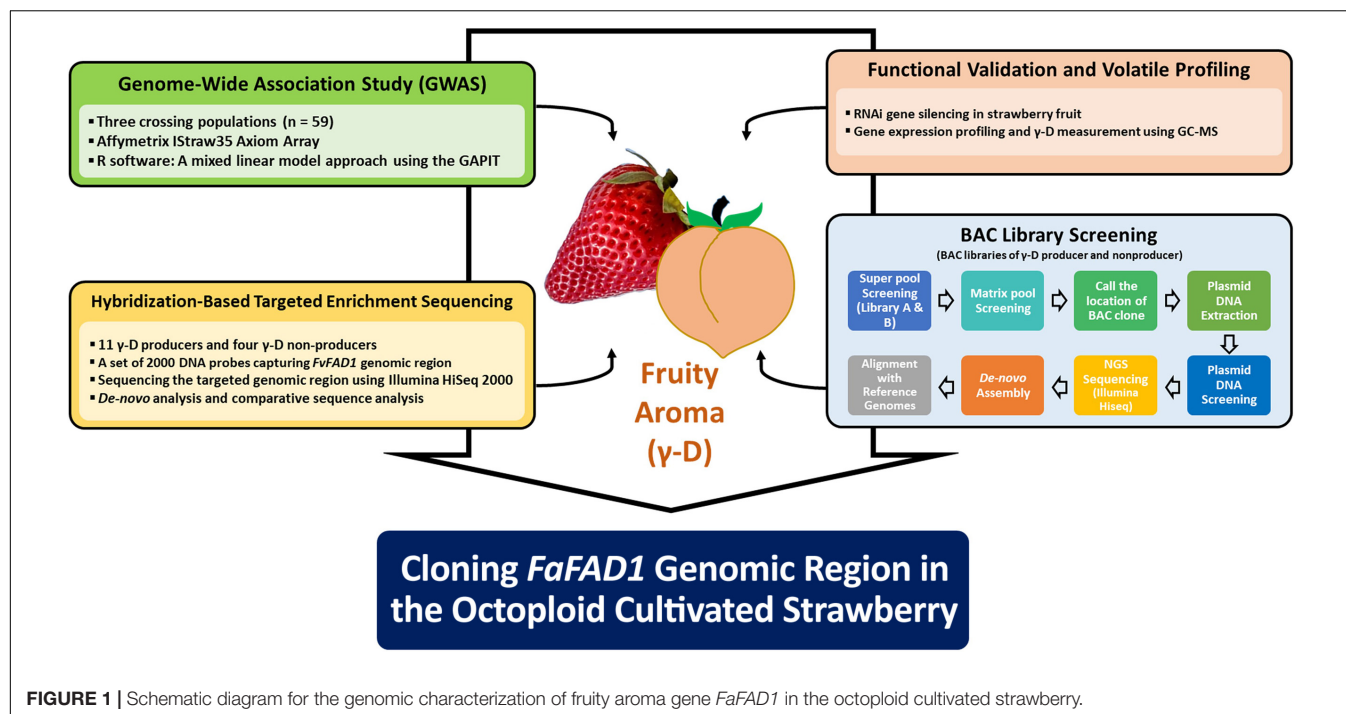 Genome-Wide Association Study (GWAS)
▪ Three crossing populations (n = 59)
▪ Affymetrix IStraw35 Axiom Array
▪ R software: A mixed linear model approach using the GAPIT
Functional Validation and Volatile Profiling
▪ RNAi gene silencing in strawberry fruit
▪ Gene expression profiling and γ-D measurement using GC-MS
Hybridization-Based Targeted Enrichment Sequencing
▪ 11 γ-D producers and four γ-D non-producers
▪ A set of 2000 DNA probes capturing FvFAD1 genomic region
▪ Sequencing the targeted genomic region using Illumina HiSeq 2000
▪ De-novo analysis and comparative sequence analysis
BAC Library Screening
(BAC libraries of γ-D producer and nonproducer)
Super pool
Screening
(Library A &
B)
Matrix pool
Screening
Call the
location of
BAC clone
Plasmid
DNA
Extraction
Plasmid
DNA
Screening
NGS
Sequencing
(Illumina
Hiseq)
De-novo
Assembly
Alignment
with
Reference
Genomes
Fruity
Aroma
(γ-D)
Cloning FaFAD1 Genomic Region in
the Octoploid Cultivated Strawberry
FIGURE 1 | Schematic diagram for the genomic characterization of fruity aroma gene FaFAD1 in the octoploid cultivated strawberry.